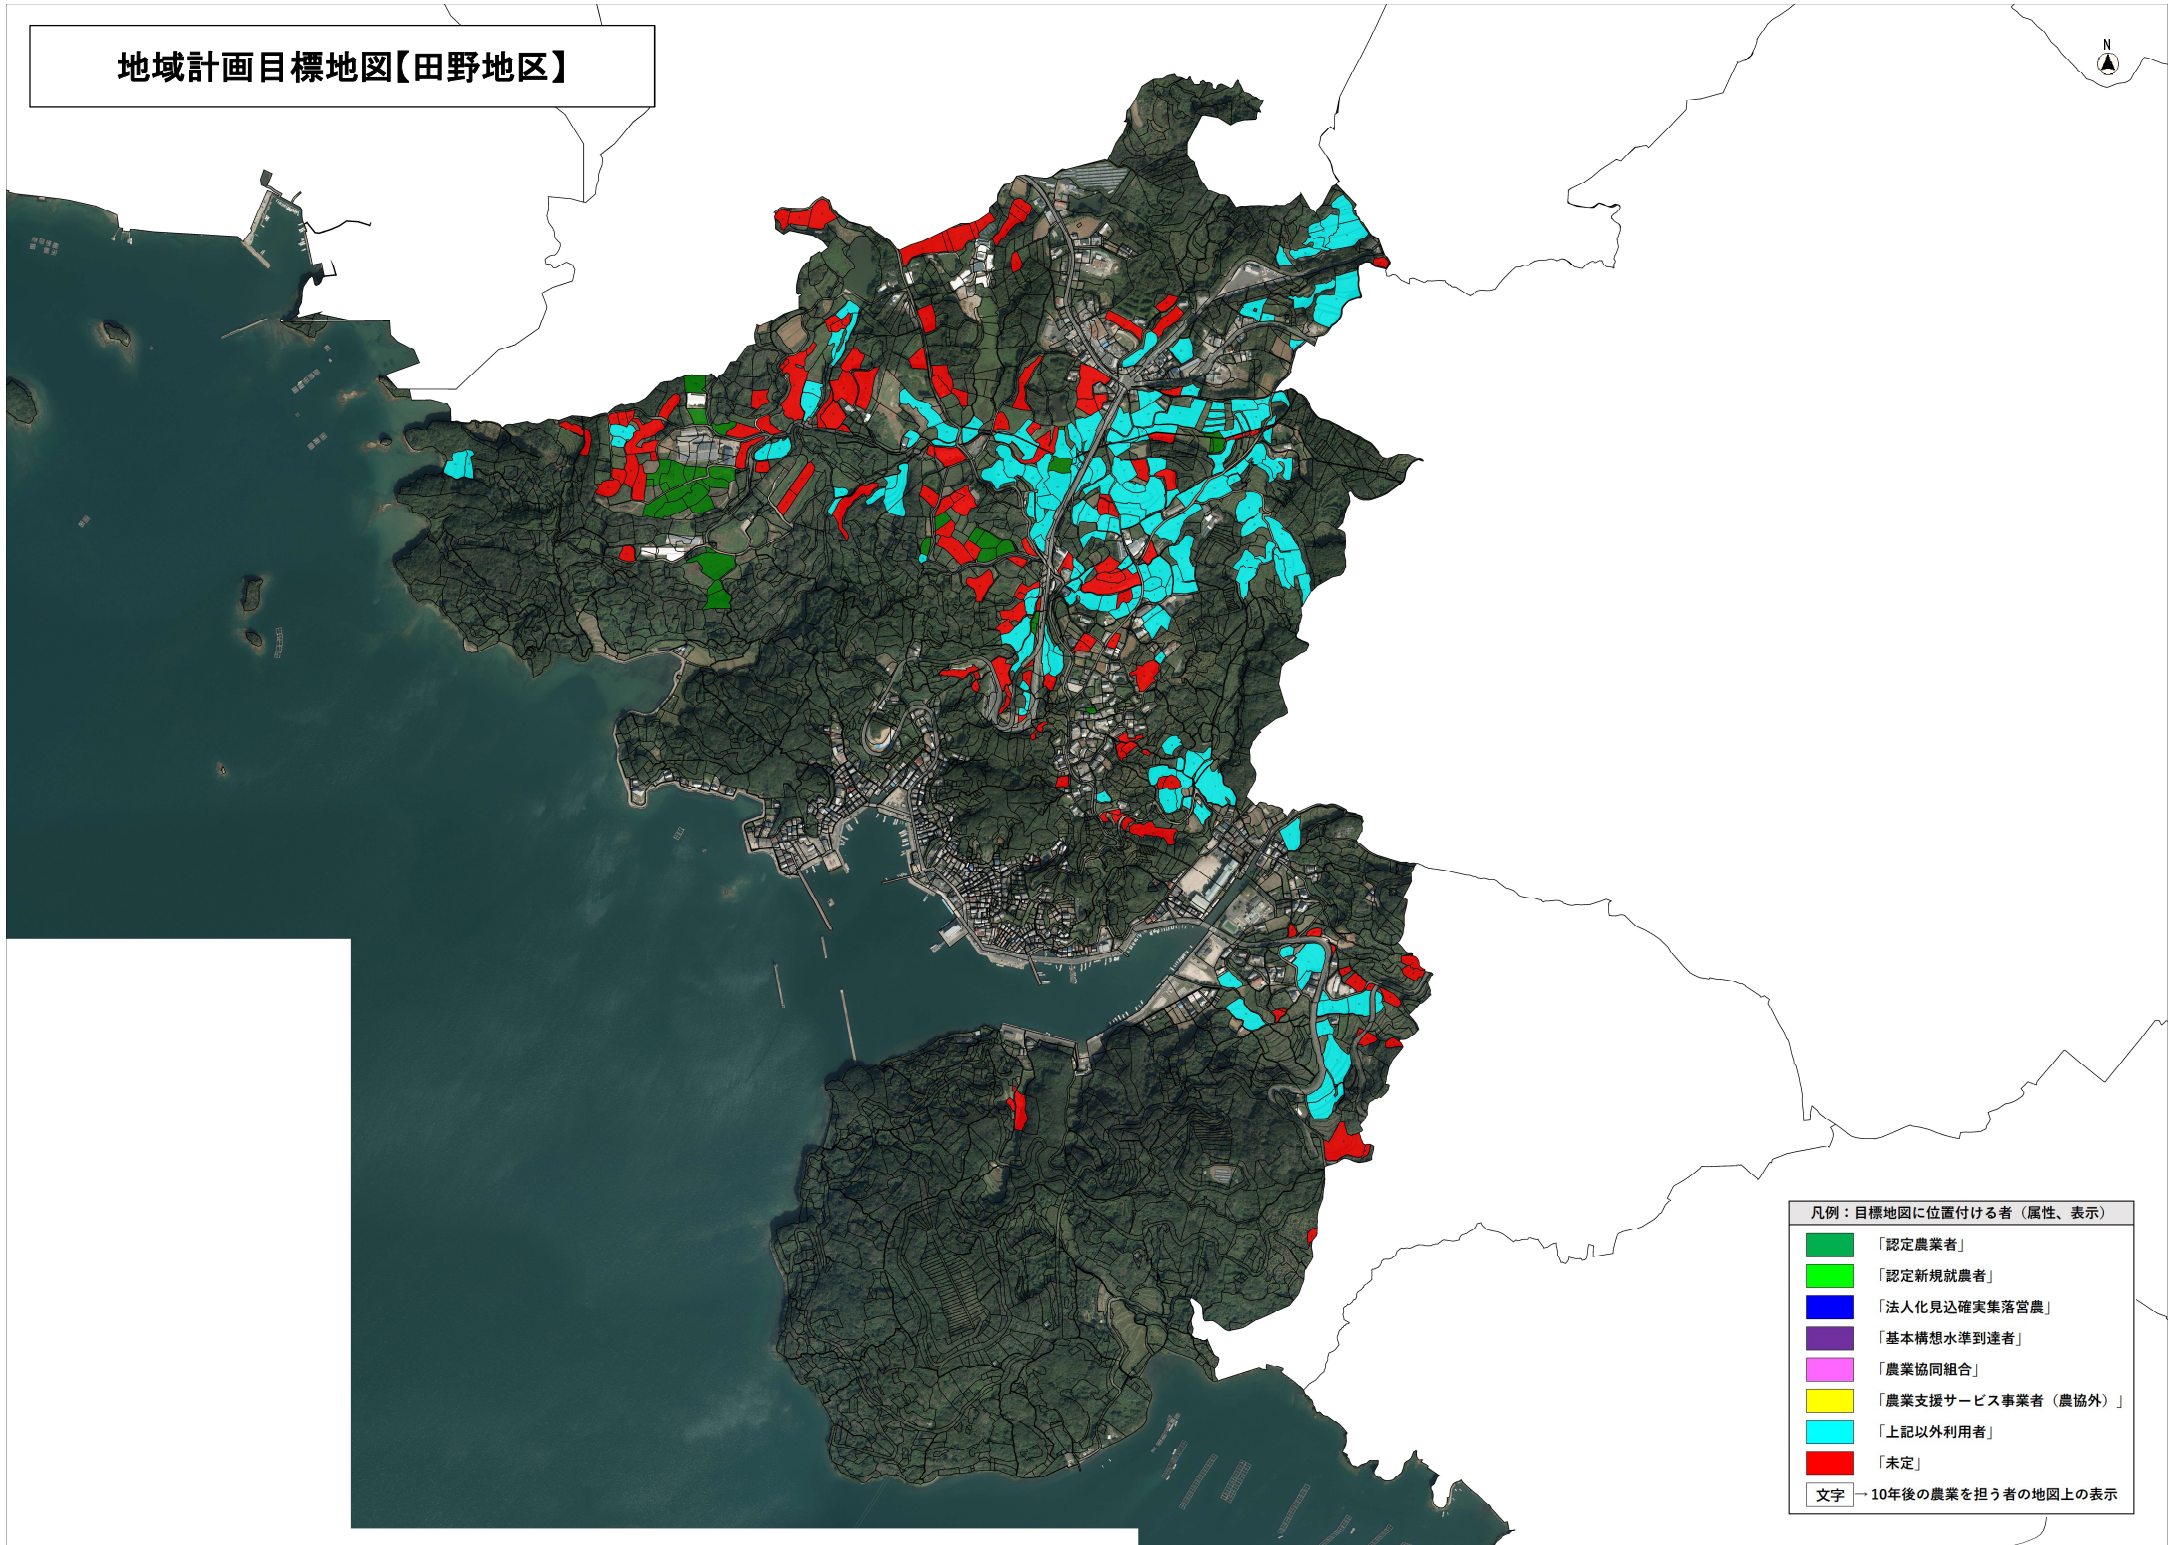 地域計画目標地図【田野地区】
N
凡例：目標地図に位置付ける者（属性、表示）
「認定農業者」
「認定新規就農者」
「法人化見込確実集落営農」
「基本構想水準到達者」
「農業協同組合」
「農業支援サービス事業者（農協外）」
「上記以外利用者」
「未定」
文字→10年後の農業を担う者の地図上の表示